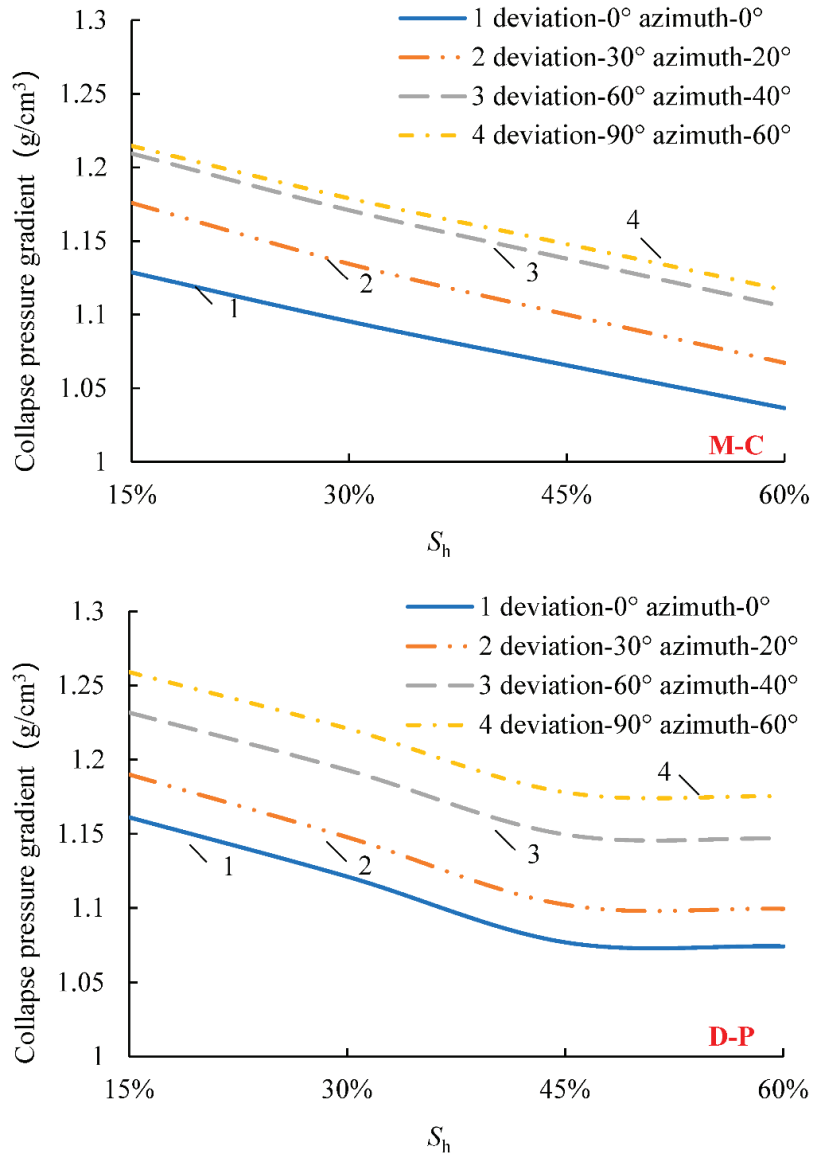 1.3
1 deviation-0° azimuth-0°
2 deviation-30° azimuth-20°
3 deviation-60° azimuth-40°
4 deviation-90° azimuth-60°
1.25
1.2
1.15
1.1
1.05
1
Collapse pressure gradient（g/cm³）
1
2
3
4
M-C
15%
30%
45%
60%
Sh
1.3
1 deviation-0° azimuth-0°
2 deviation-30° azimuth-20°
3 deviation-60° azimuth-40°
4 deviation-90° azimuth-60°
1.25
1.2
1.15
1.1
1.05
1
Collapse pressure gradient（g/cm³）
1
2
3
4
D-P
15%
30%
45%
60%
Sh